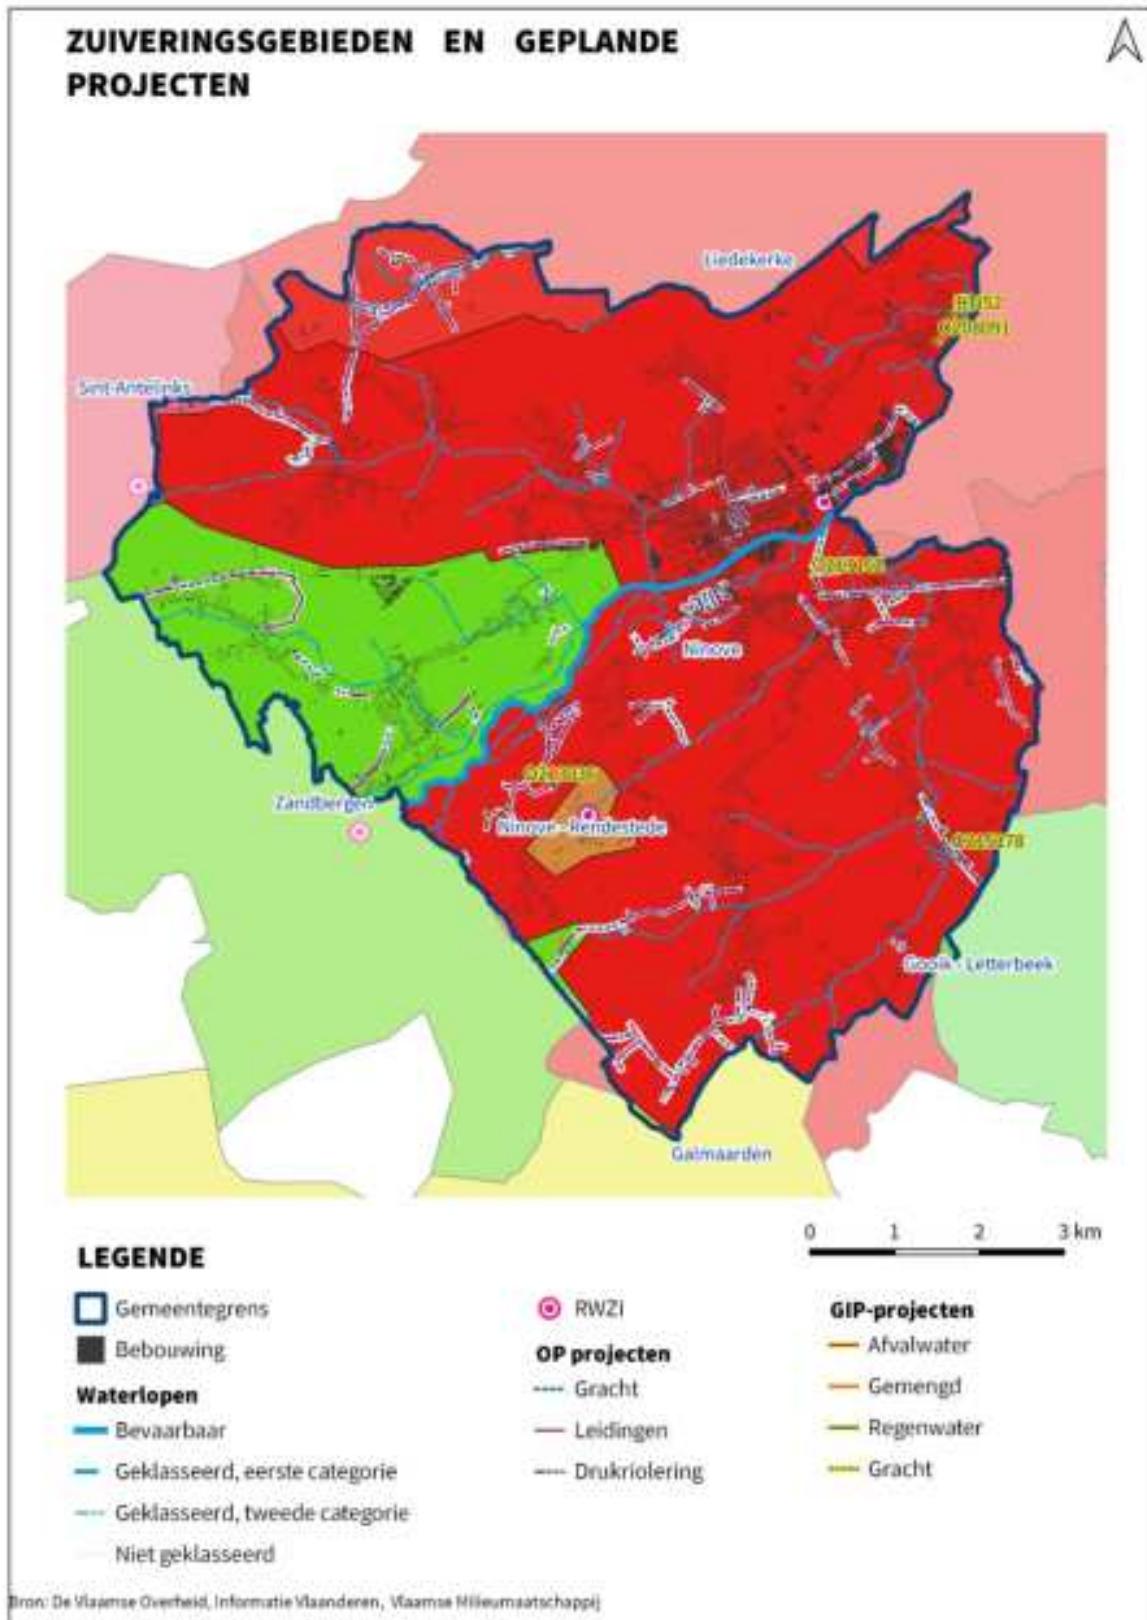 ZUIVERINGSGEBIEDEN EN GEPLANDE
PROJECTEN
Liedekerke
Sint-Antelinks
Ninove
Zandbergen
Ninove - Rendestede
Gooik - Letterbeek
Galmaarden
0 1 2 3 km
LEGENDE
Gemeentegrens
Bebouwing
Waterlopen
Bevaarbaar
Geklasseerd, eerste categorie
Geklasseerd, tweede categorie
Niet geklasseerd
RWZI
OP projecten
Gracht
Leidingen
Drukriolering
GIP-projecten
Afvalwater
Gemengd
Regenwater
Gracht
Bron: De Vlaamse Overheid, Informatie Vlaanderen, Vlaamse Milieumaatschappij